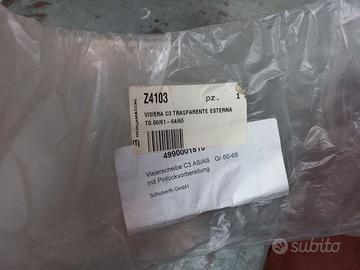 BERGAMASCHI
Z4103
pz. 1
VISIERA C3 TRASPARENTE ESTERNA
TG.60/61-64/65
4990001810
Visierscheibe C3 AS/AS Gr 60-65
mit Pinlockvorbereitung
Schuberth GmbH
subito